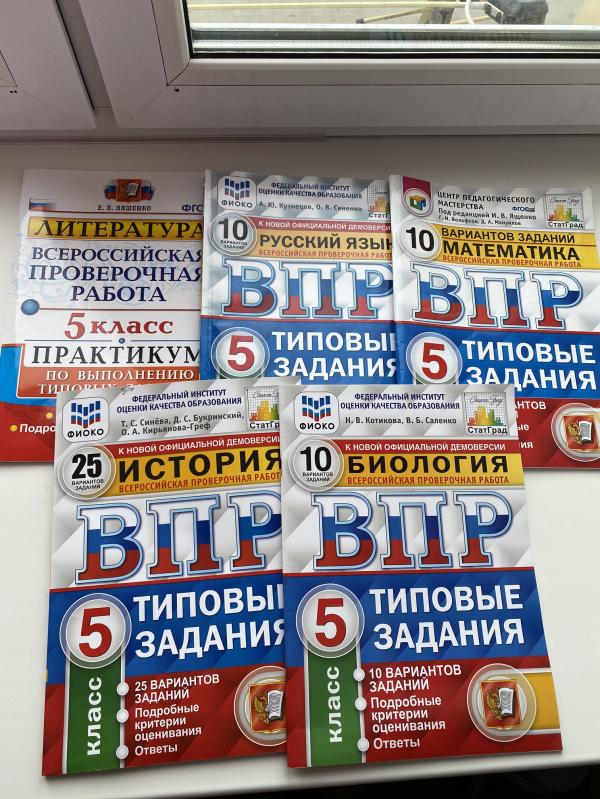 Е. Л. ЛЯШЕНКО
ФГОС
ЛИТЕРАТУРА
ВСЕРОССИЙСКАЯ
ПРОВЕРОЧНАЯ
РАБОТА
5 КЛАСС
ПРАКТИКУМ
ПО ВЫПОЛНЕНИЮ
ФЕДЕРАЛЬНЫЙ ИНСТИТУТ
ОЦЕНКИ КАЧЕСТВА ОБРАЗОВАНИЯ
ФИОКО
А. Ю. Кузнецов, О. В. Сененко
СтатГрад
К НОВОЙ ОФИЦИАЛЬНОЙ ДЕМОВЕРСИИ
10
ВАРИАНТОВ
ЗАДАНИЙ
РУССКИЙ ЯЗЫК
ВСЕРОССИЙСКАЯ ПРОВЕРОЧНАЯ РАБОТА
ВПР
5
ТИПОВЫЕ
ЗАДАНИЯ
ЦЕНТР ПЕДАГОГИЧЕСКОГО
МАСТЕРСТВА
ФГОС
Под редакцией И. В. Ященко
Г. И. Вольфсон, Д. А. Мануйлов
СтатГрад
10
ВАРИАНТОВ ЗАДАНИЙ
МАТЕМАТИКА
ВСЕРОССИЙСКАЯ ПРОВЕРОЧНАЯ РАБОТА
ВПР
5
ТИПОВЫЕ
ЗАДАНИЯ
ФЕДЕРАЛЬНЫЙ ИНСТИТУТ
ОЦЕНКИ КАЧЕСТВА ОБРАЗОВАНИЯ
ФИОКО
Т. С. Синёва, Д. С. Букринский,
О. А. Кирьянова-Греф
СтатГрад
К НОВОЙ ОФИЦИАЛЬНОЙ ДЕМОВЕРСИИ
25
ВАРИАНТОВ
ЗАДАНИЙ
ИСТОРИЯ
ВСЕРОССИЙСКАЯ ПРОВЕРОЧНАЯ РАБОТА
ВПР
5
класс
ТИПОВЫЕ
ЗАДАНИЯ
25 ВАРИАНТОВ
ЗАДАНИЙ
Подробные
критерии
оценивания
Ответы
ФЕДЕРАЛЬНЫЙ ИНСТИТУТ
ОЦЕНКИ КАЧЕСТВА ОБРАЗОВАНИЯ
ФИОКО
Н. В. Котикова, В. Б. Саленко
СтатГрад
К НОВОЙ ОФИЦИАЛЬНОЙ ДЕМОВЕРСИИ
10
ВАРИАНТОВ
ЗАДАНИЙ
БИОЛОГИЯ
ВСЕРОССИЙСКАЯ ПРОВЕРОЧНАЯ РАБОТА
ВПР
5
класс
ТИПОВЫЕ
ЗАДАНИЯ
10 ВАРИАНТОВ
ЗАДАНИЙ
Подробные
критерии
оценивания
Ответы